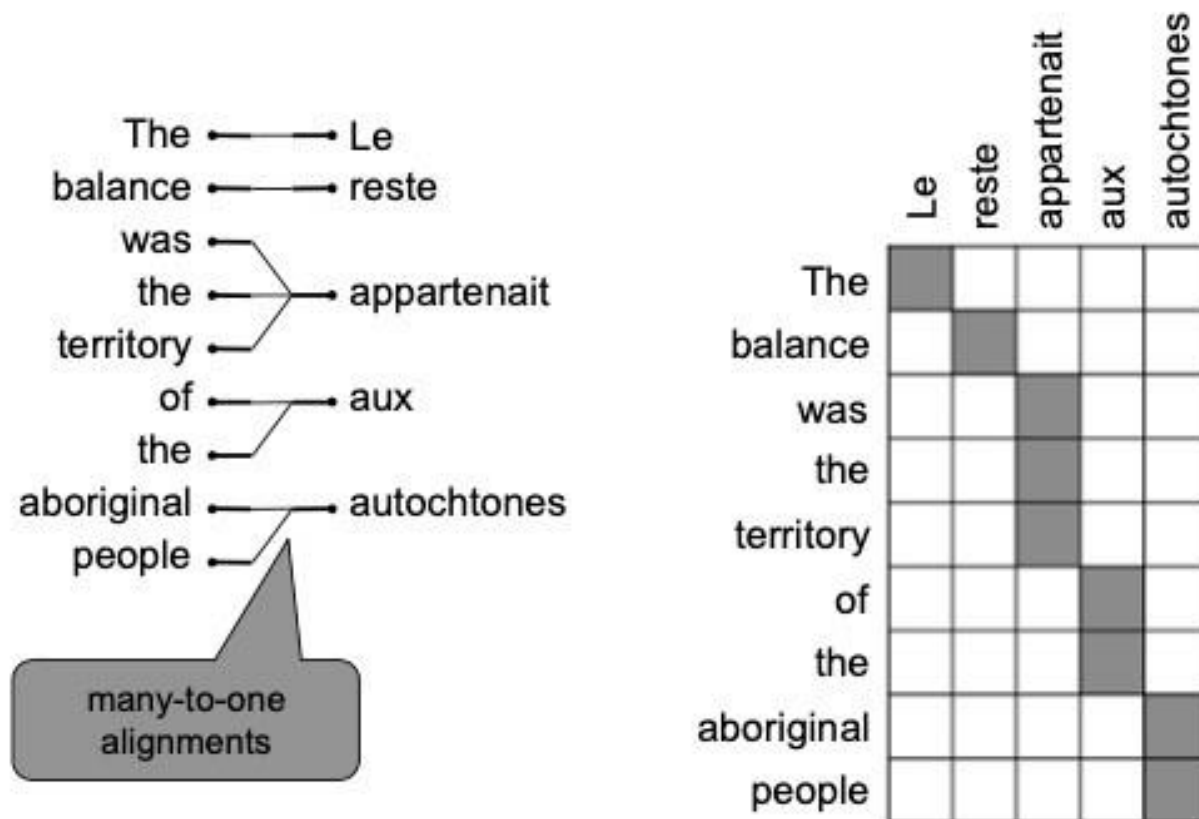 The Le
balance reste
was
the appartenait
territory
of aux
the
aboriginal autochtones
people
many-to-one
alignments
Le reste appartenait aux autochtones
The
balance
was
the
territory
of
the
aboriginal
people